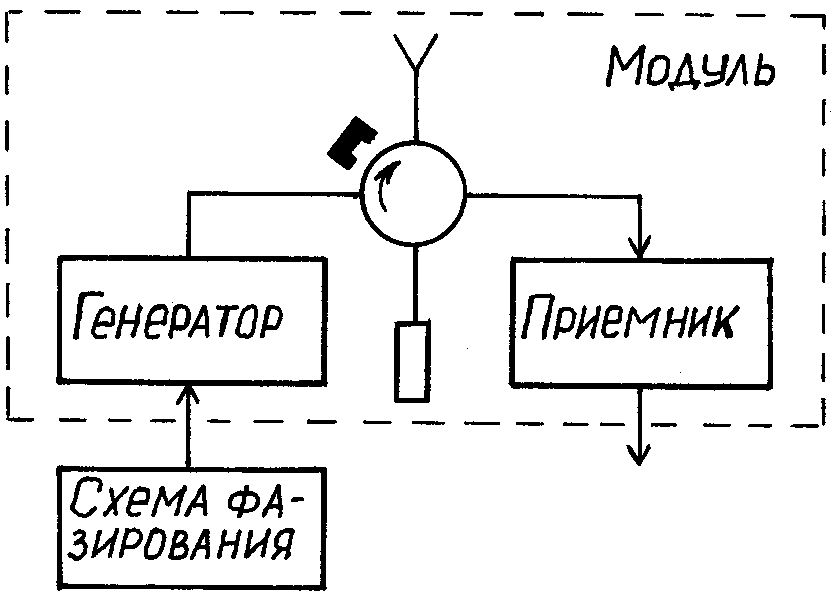 Модуль
Генератор
Приемник
Схема фа-
зирования